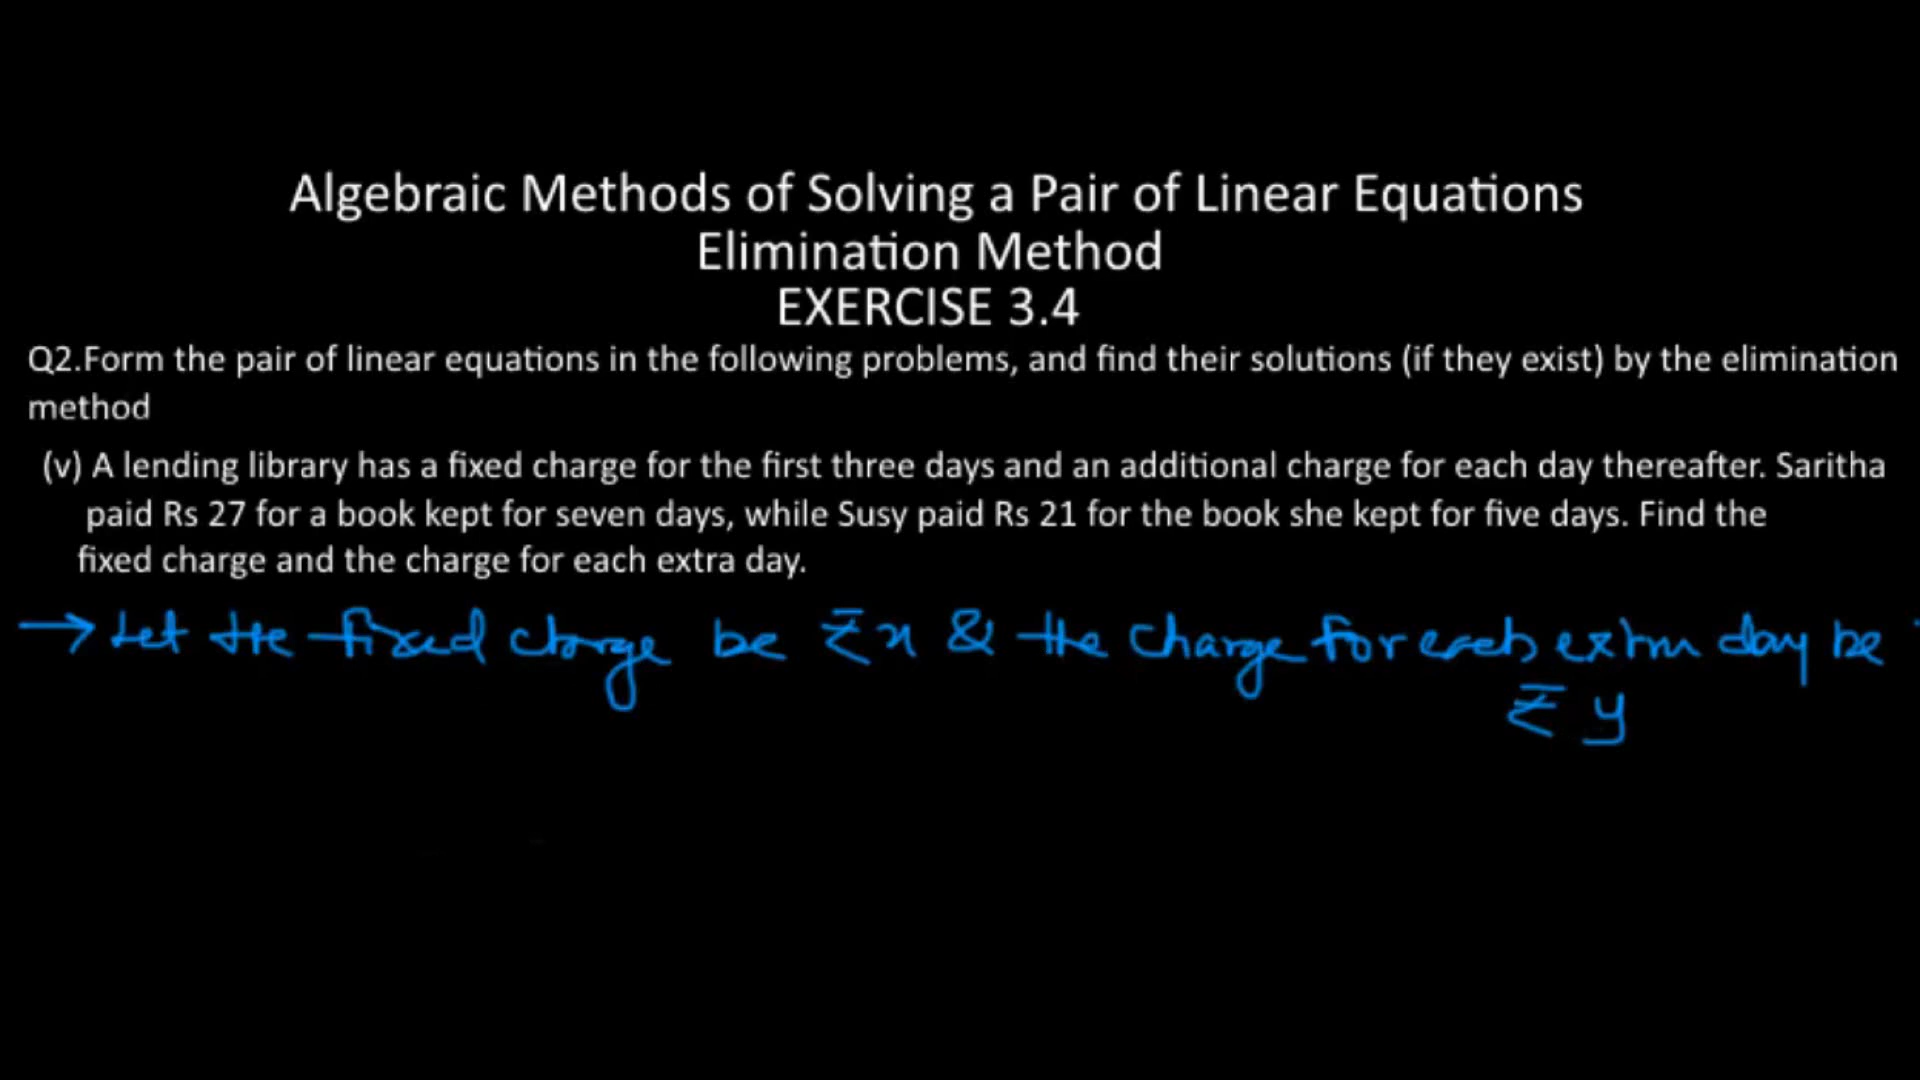 Algebraic Methods of Solving a Pair of Linear Equations
Elimination Method
EXERCISE 3.4
Q2.Form the pair of linear equations in the following problems, and find their solutions (if they exist) by the elimination
method
(v) A lending library has a fixed charge for the first three days and an additional charge for each day thereafter. Saritha
paid Rs 27 for a book kept for seven days, while Susy paid Rs 21 for the book she kept for five days. Find the
fixed charge and the charge for each extra day.
→ Let the fixed charge be ₹ x & the charge for each extra day be
₹ y